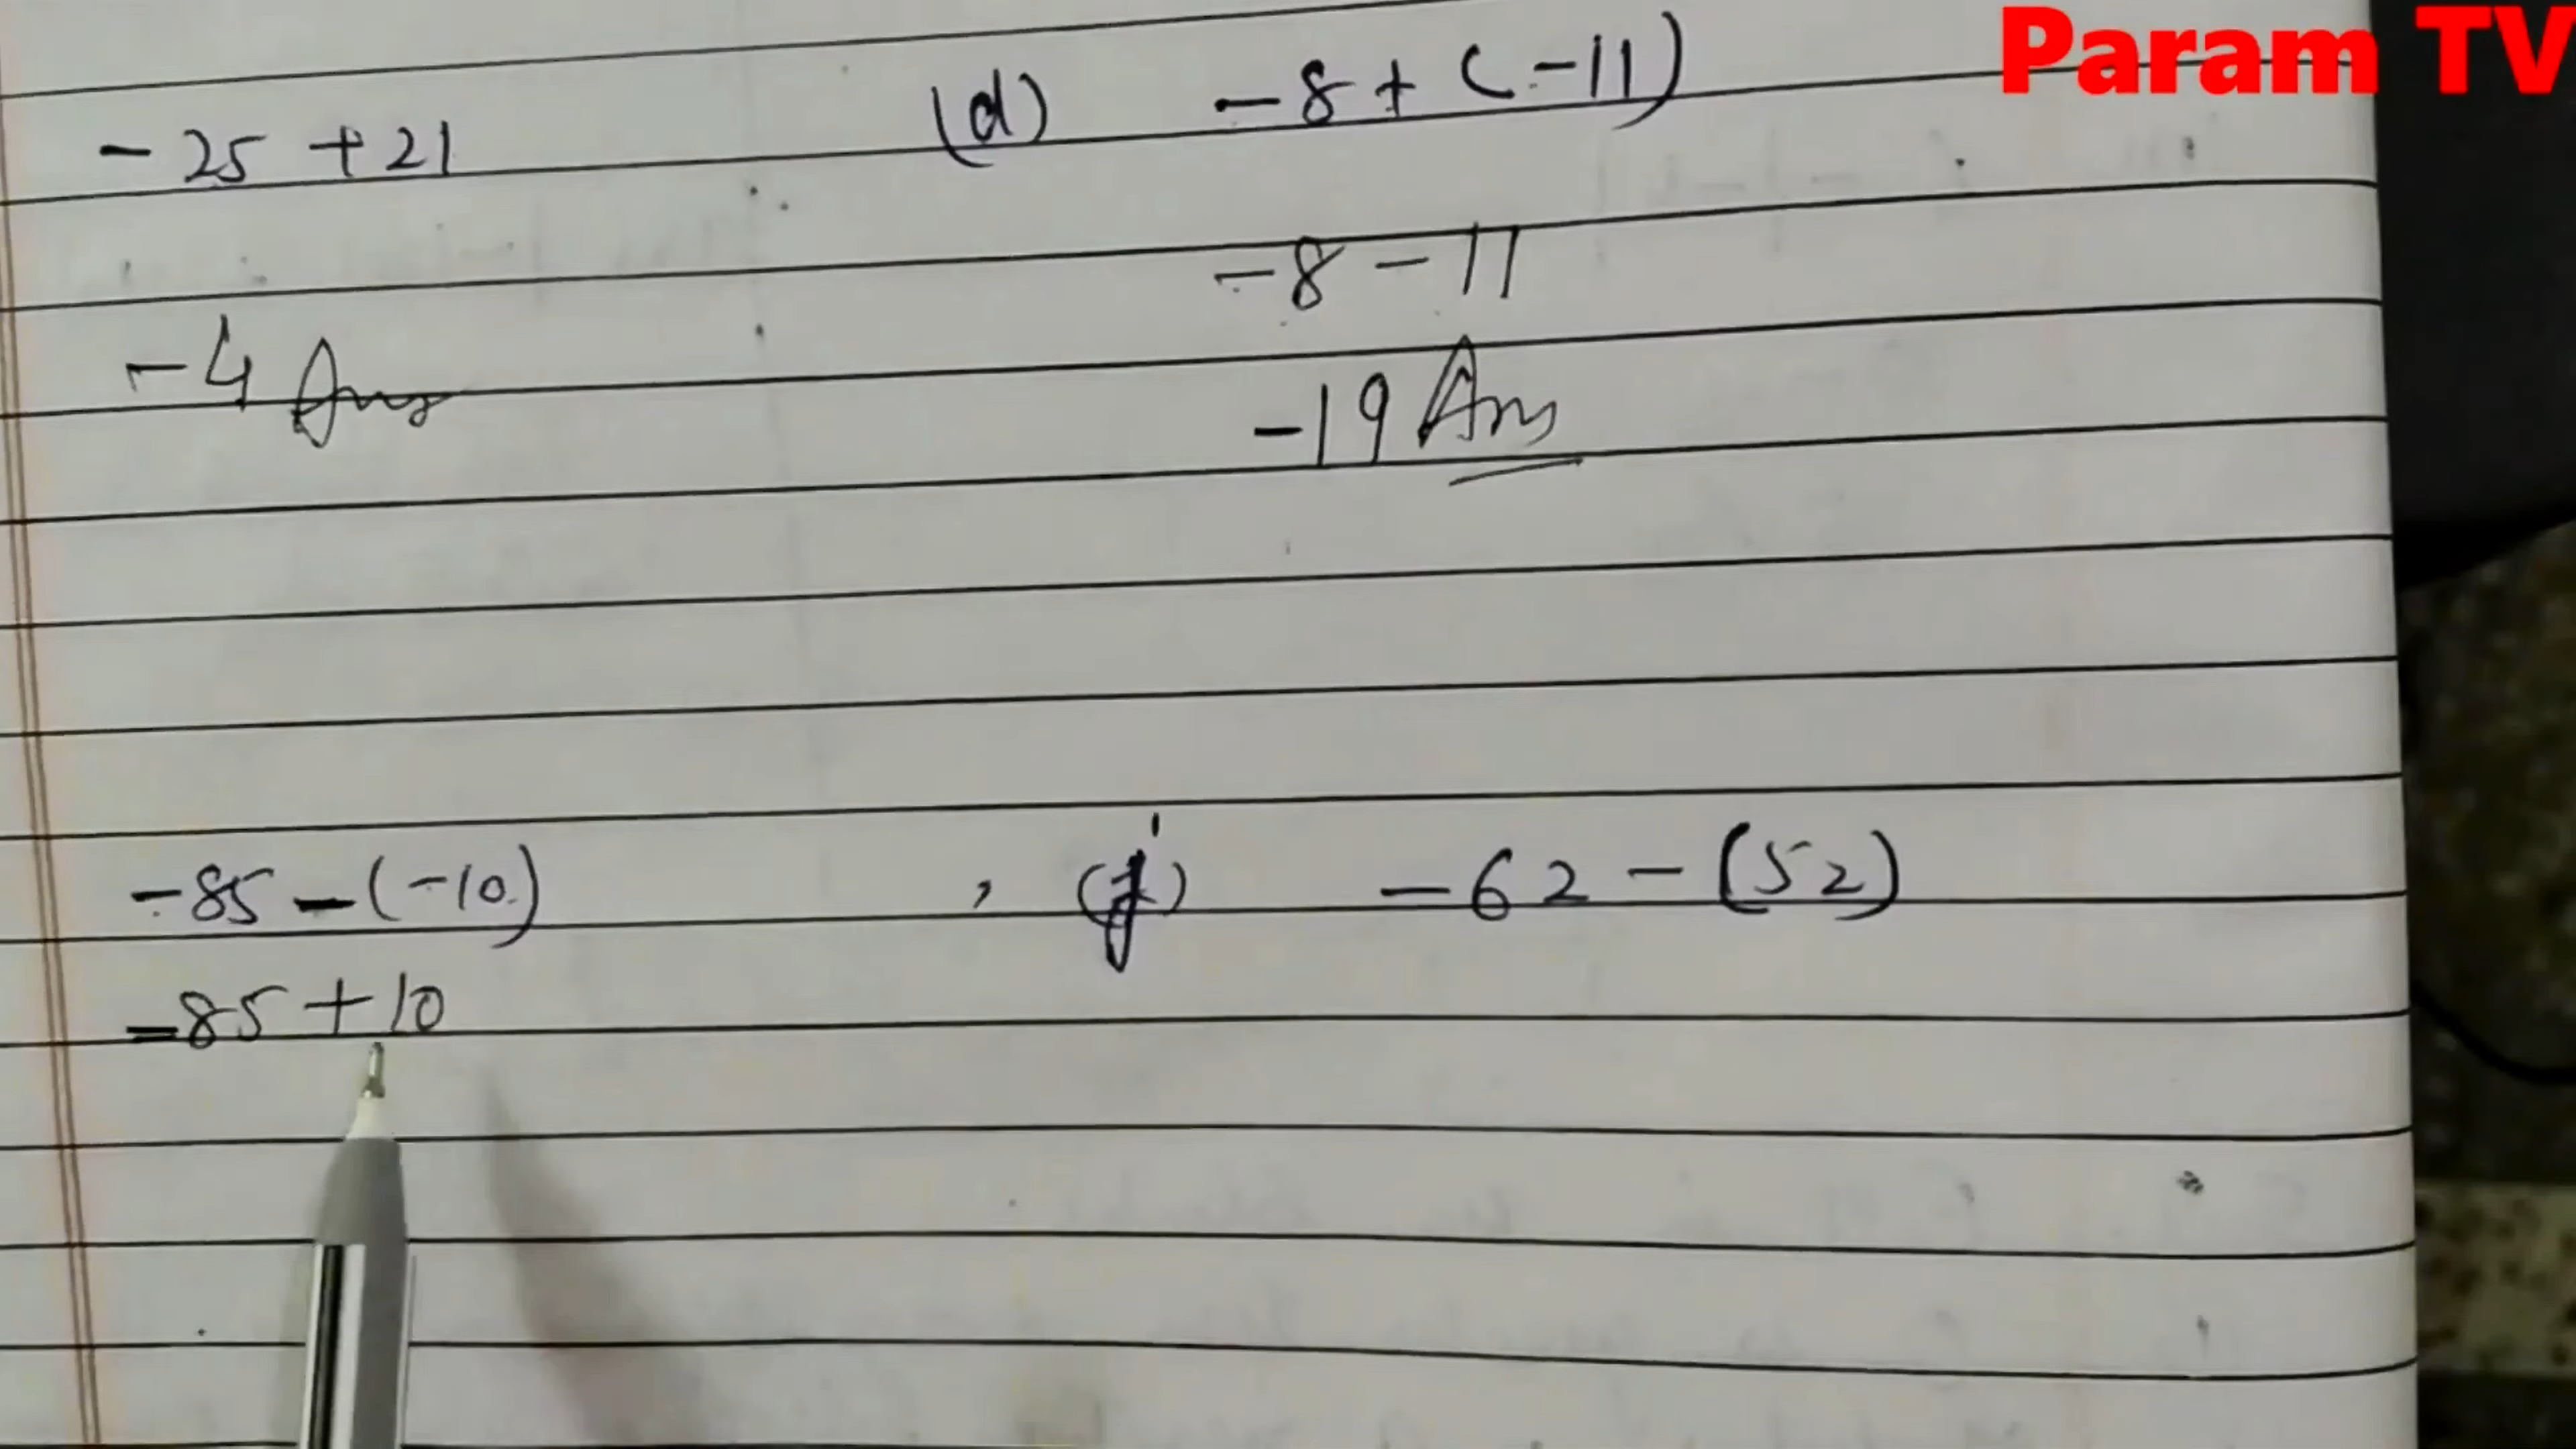 Param TV
- 25 + 21
- 4 Ans
(d) - 8 + ( - 11)
- 8 - 11
- 19 Ans
- 85 - (-10)
- 85 + 10
, (f) - 62 - (52)